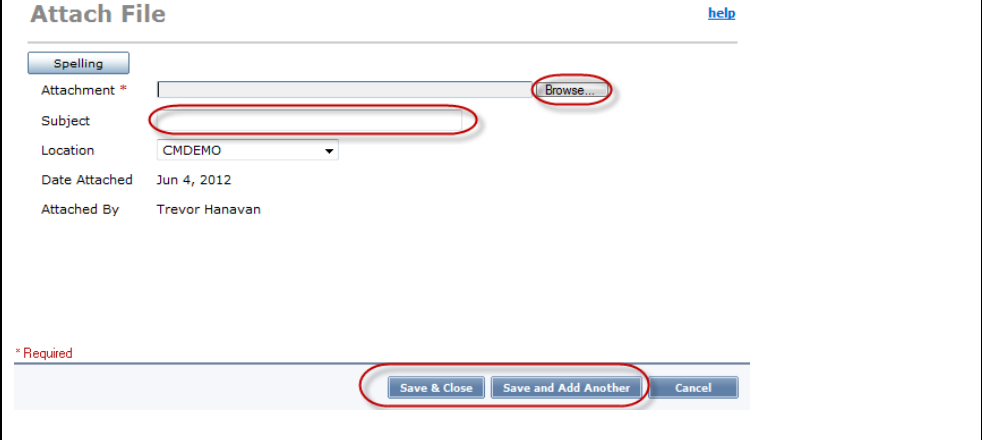 Attach File help
Spelling
Attachment * Browse...
Subject
Location CMDEMO
Date Attached Jun 4, 2012
Attached By Trevor Hanavan
* Required
Save & Close Save and Add Another Cancel